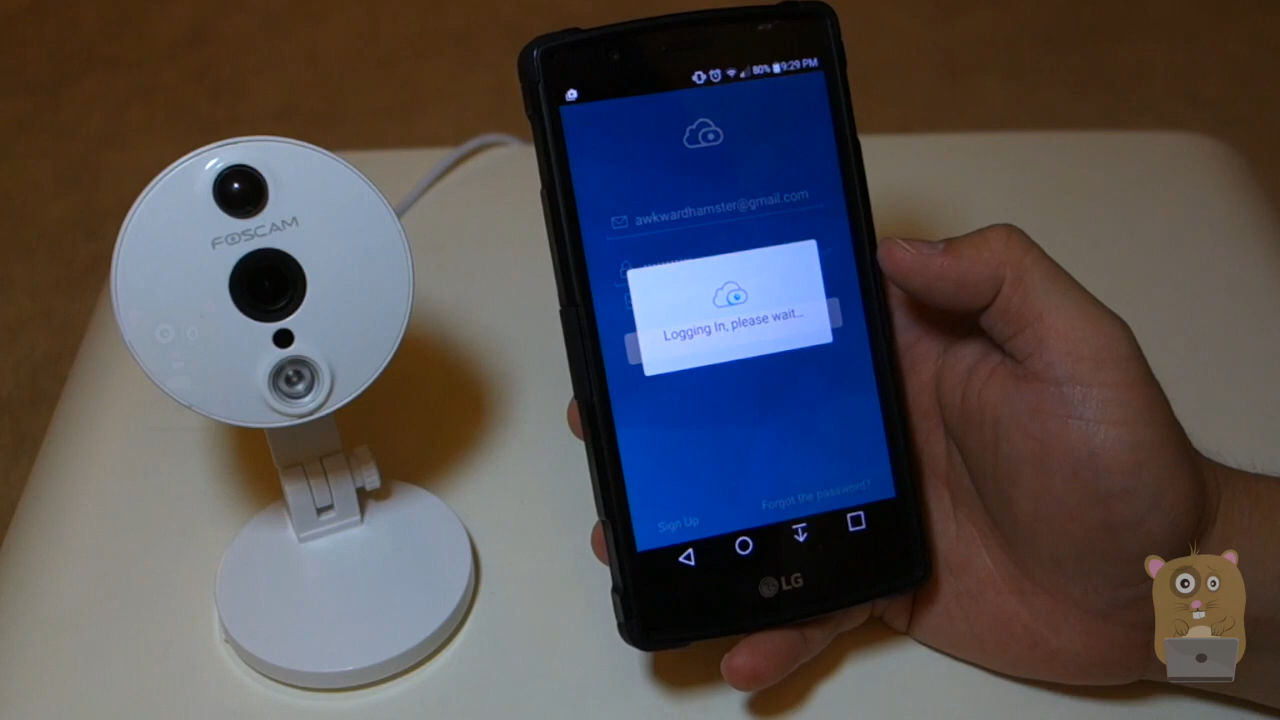 FOSCAM
80% 9:29 PM
awkwardhamster@gmail.com
Logging In, please wait...
Forgot the password?
Sign Up
LG